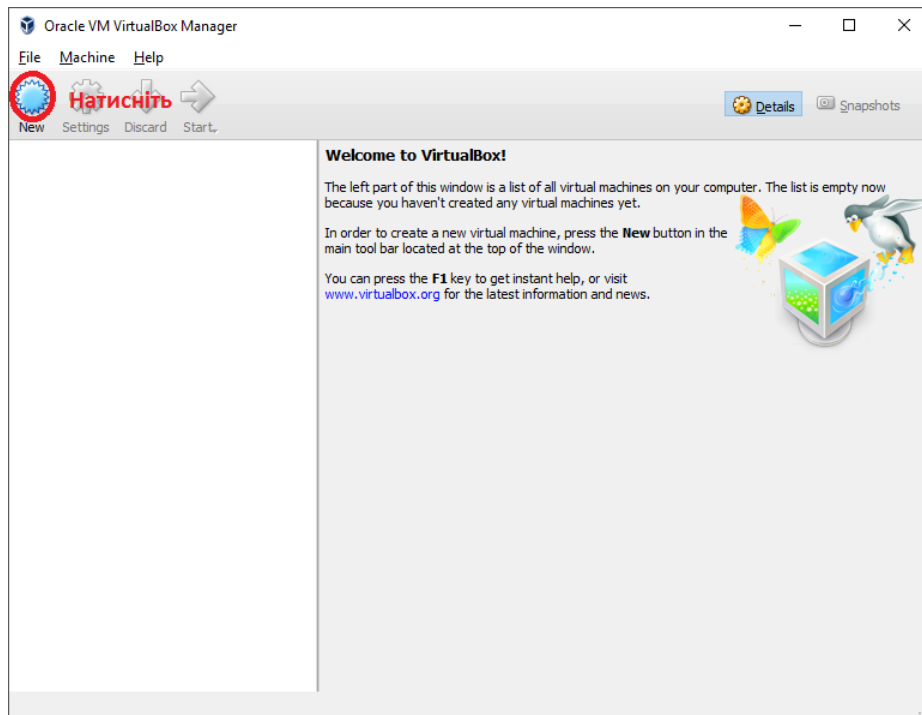 Oracle VM VirtualBox Manager
File Machine Help
Натисніть
New Settings Discard Start
Details Snapshots
Welcome to VirtualBox!
The left part of this window is a list of all virtual machines on your computer. The list is empty now
because you haven't created any virtual machines yet.
In order to create a new virtual machine, press the New button in the
main tool bar located at the top of the window.
You can press the F1 key to get instant help, or visit
www.virtualbox.org for the latest information and news.